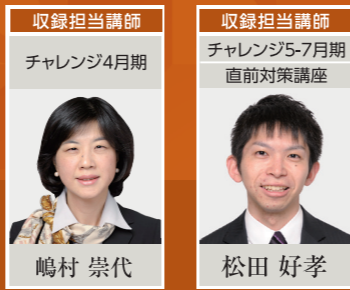 収録担当講師
チャレンジ4月期
嶋村 崇代
収録担当講師
チャレンジ5-7月期
直前対策講座
松田 好孝